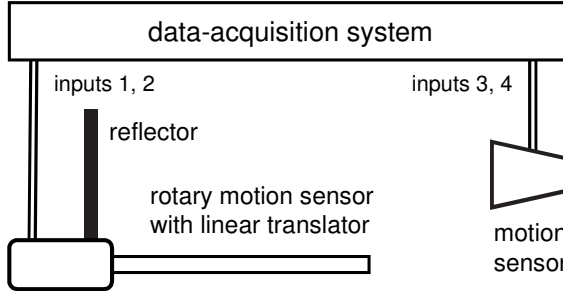 data-acquisition system
inputs 1, 2
inputs 3, 4
reflector
rotary motion sensor
with linear translator
motion
sensor